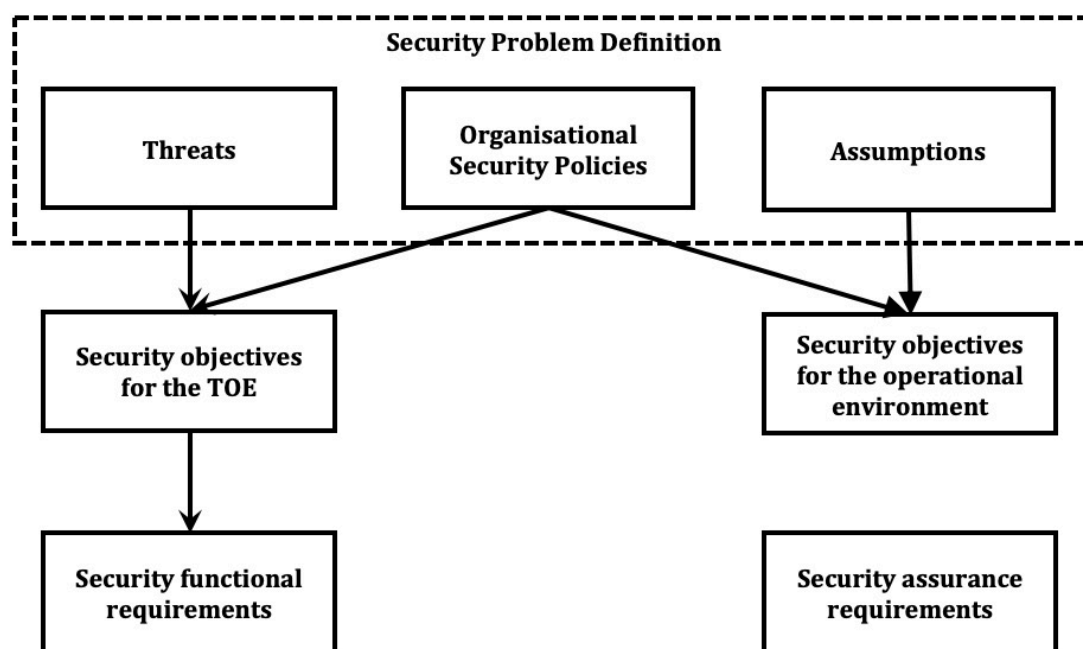 Security Problem Definition
Threats
Organisational
Security Policies
Assumptions
Security objectives
for the TOE
Security objectives
for the operational
environment
Security functional
requirements
Security assurance
requirements